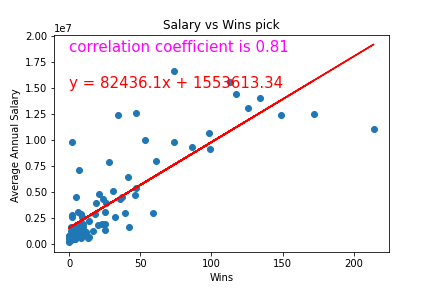 Salary vs Wins pick
1e7
correlation coefficient is 0.81
y = 82436.1x + 1553613.34
Average Annual Salary
2.00
1.75
1.50
1.25
1.00
0.75
0.50
0.25
0.00
0
50
100
150
200
Wins